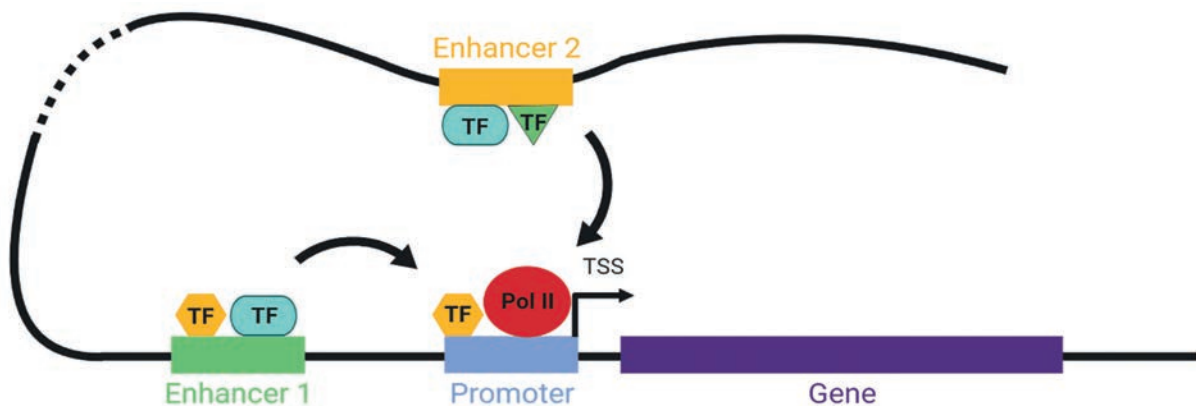 Enhancer 2
TF TF
TSS
TF TF TF Pol II
Enhancer 1 Promoter Gene